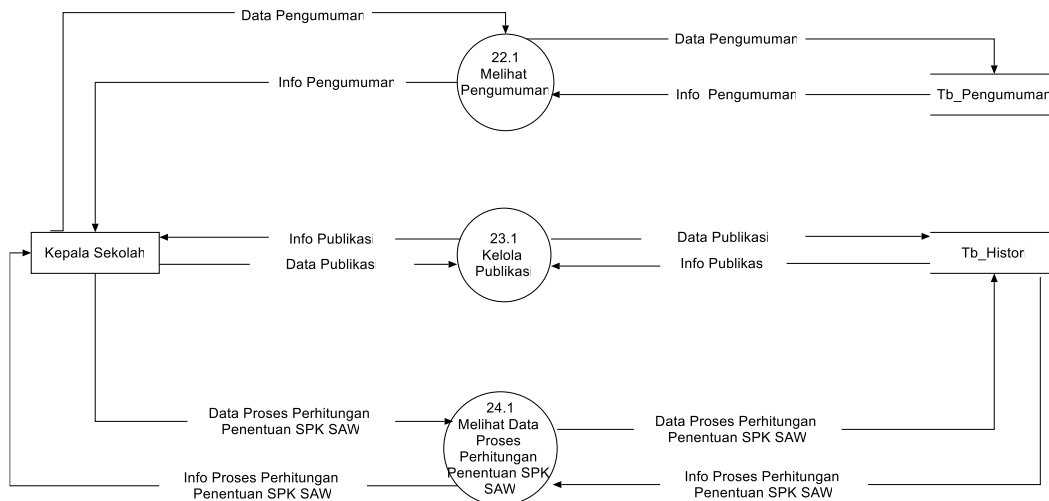 Data Pengumuman
22.1
Melihat
Pengumuman
Data Pengumuman
Info Pengumuman
Info Pengumuman
Tb_Pengumuman
Kepala Sekolah
Info Publikasi
Data Publikasi
23.1
Kelola
Publikasi
Data Publikasi
Info Publikas
Tb_Histori
Data Proses Perhitungan
Penentuan SPK SAW
24.1
Melihat Data
Proses
Perhitungan
Penentuan SPK
SAW
Data Proses Perhitungan
Penentuan SPK SAW
Info Proses Perhitungan
Penentuan SPK SAW
Info Proses Perhitungan
Penentuan SPK SAW